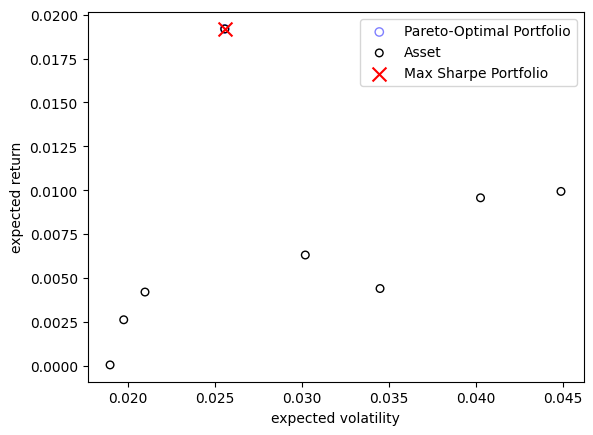 0.0200
0.0175
0.0150
0.0125
0.0100
0.0075
0.0050
0.0025
0.0000
expected return
Pareto-Optimal Portfolio
Asset
Max Sharpe Portfolio
0.020 0.025 0.030 0.035 0.040 0.045
expected volatility